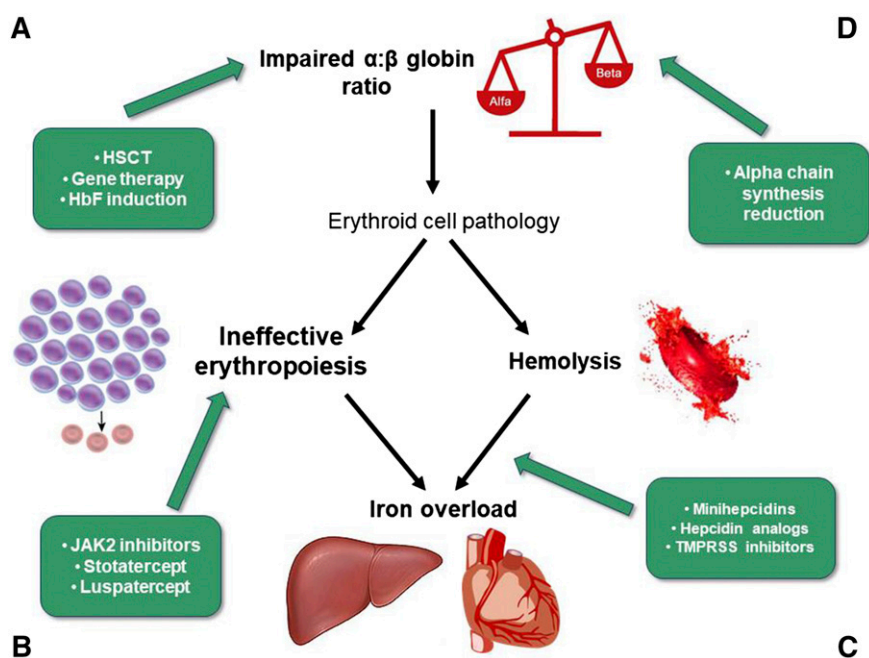 A
D
Impaired α:β globin
ratio
Alfa
Beta
• HSCT
• Gene therapy
• HbF induction
• Alpha chain
synthesis
reduction
Erythroid cell pathology
Ineffective
erythropoiesis
Hemolysis
Iron overload
• JAK2 inhibitors
• Stotatercept
• Luspatercept
• Minihepcidins
• Hepcidin analogs
• TMPRSS inhibitors
B
C